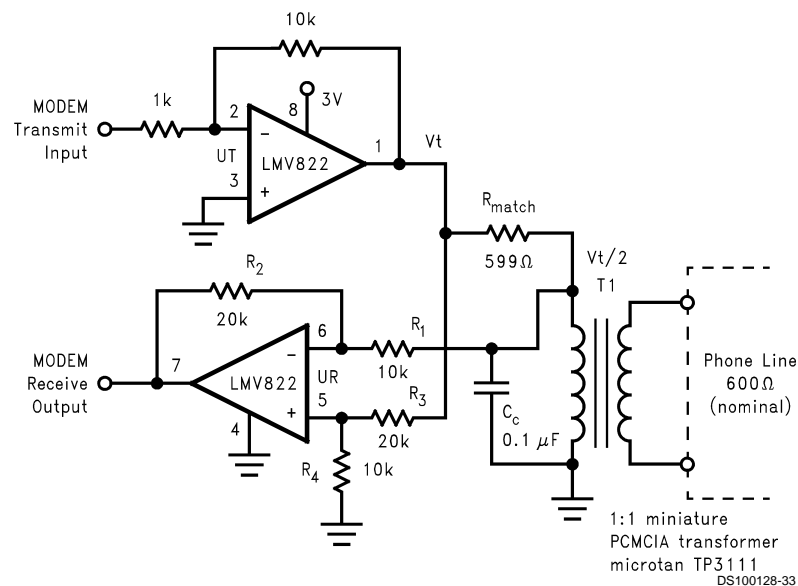 10k
1k
3V
MODEM
Transmit
Input
2
8
1
Vt
−
UT
LMV822
3
+
Rmatch
599Ω
Vt/2
T1
R2
20k
6
R1
10k
−
MODEM
Receive
Output
7
LMV822
UR
5
+
R3
20k
4
R4
10k
Cc
0.1 μF
Phone Line
600Ω
(nominal)
1:1 miniature
PCMCIA transformer
microtan TP3111
DS100128-33